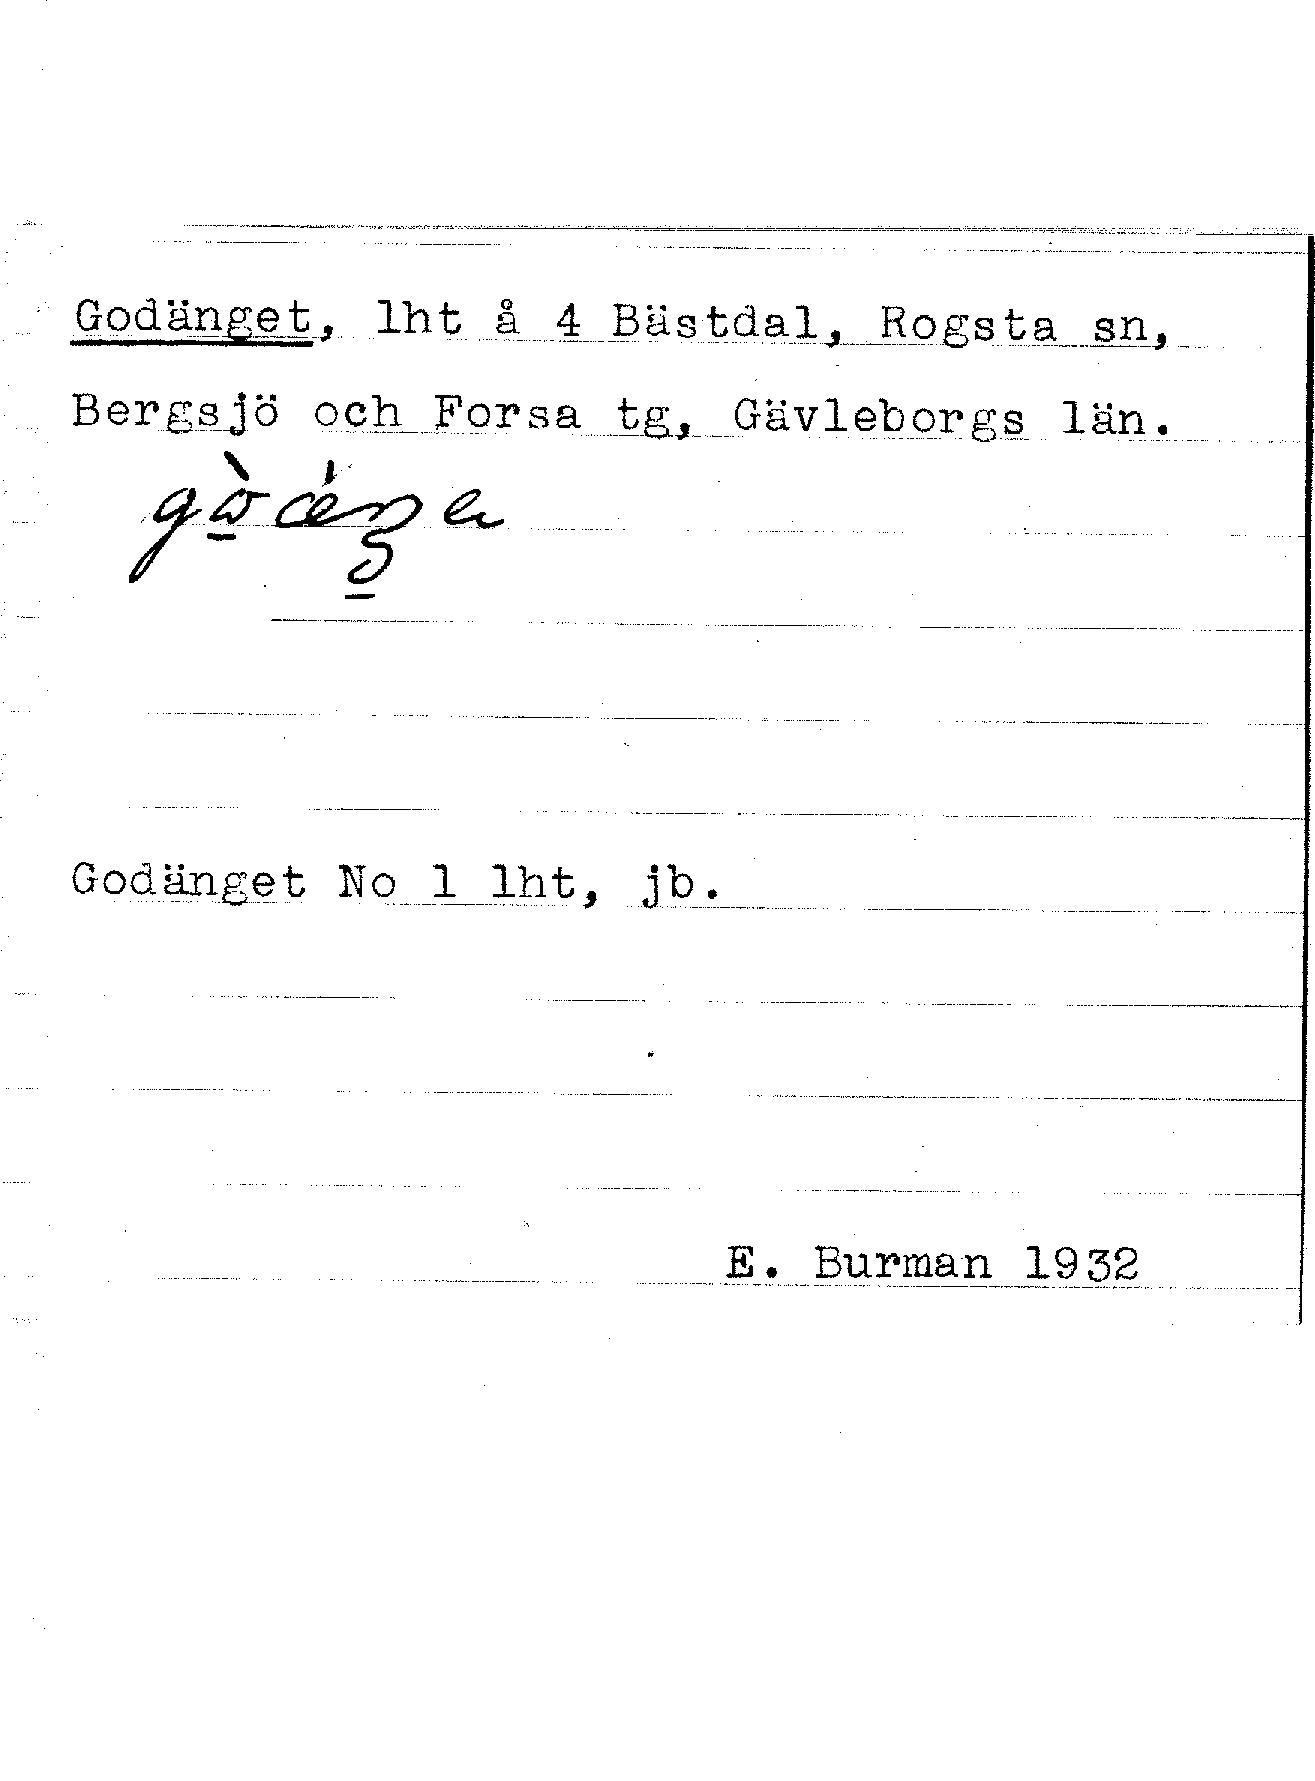 Godänget, lht å 4 Bästdal, Rogsta sn,
Bergsjö och Forsa tg, Gävleborgs län.
Godänget No 1 lht, jb.
E. Burman 1932